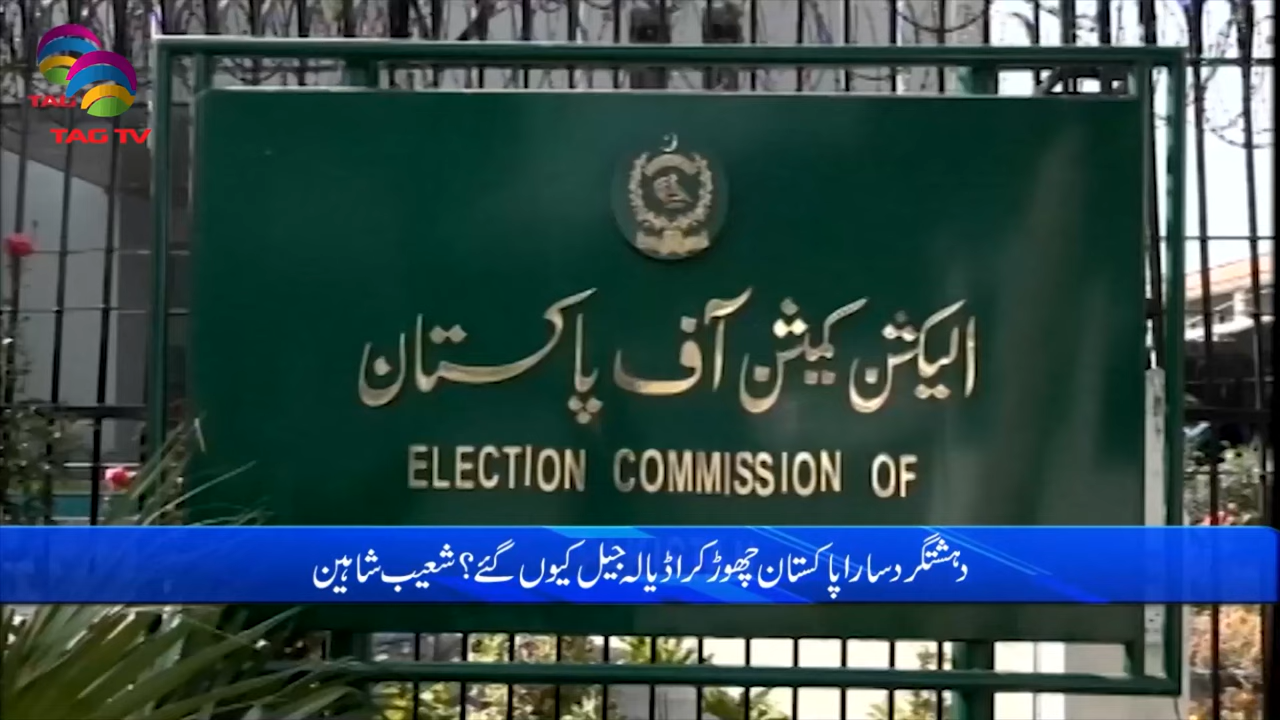 TAG
TAG TV
الیکشن کمیشن آف پاکستان
ELECTION COMMISSION OF
دہشتگرد سارا پاکستان چھوڑ کر اڈیالہ جیل کیوں گئے؟ شعیب شاہین